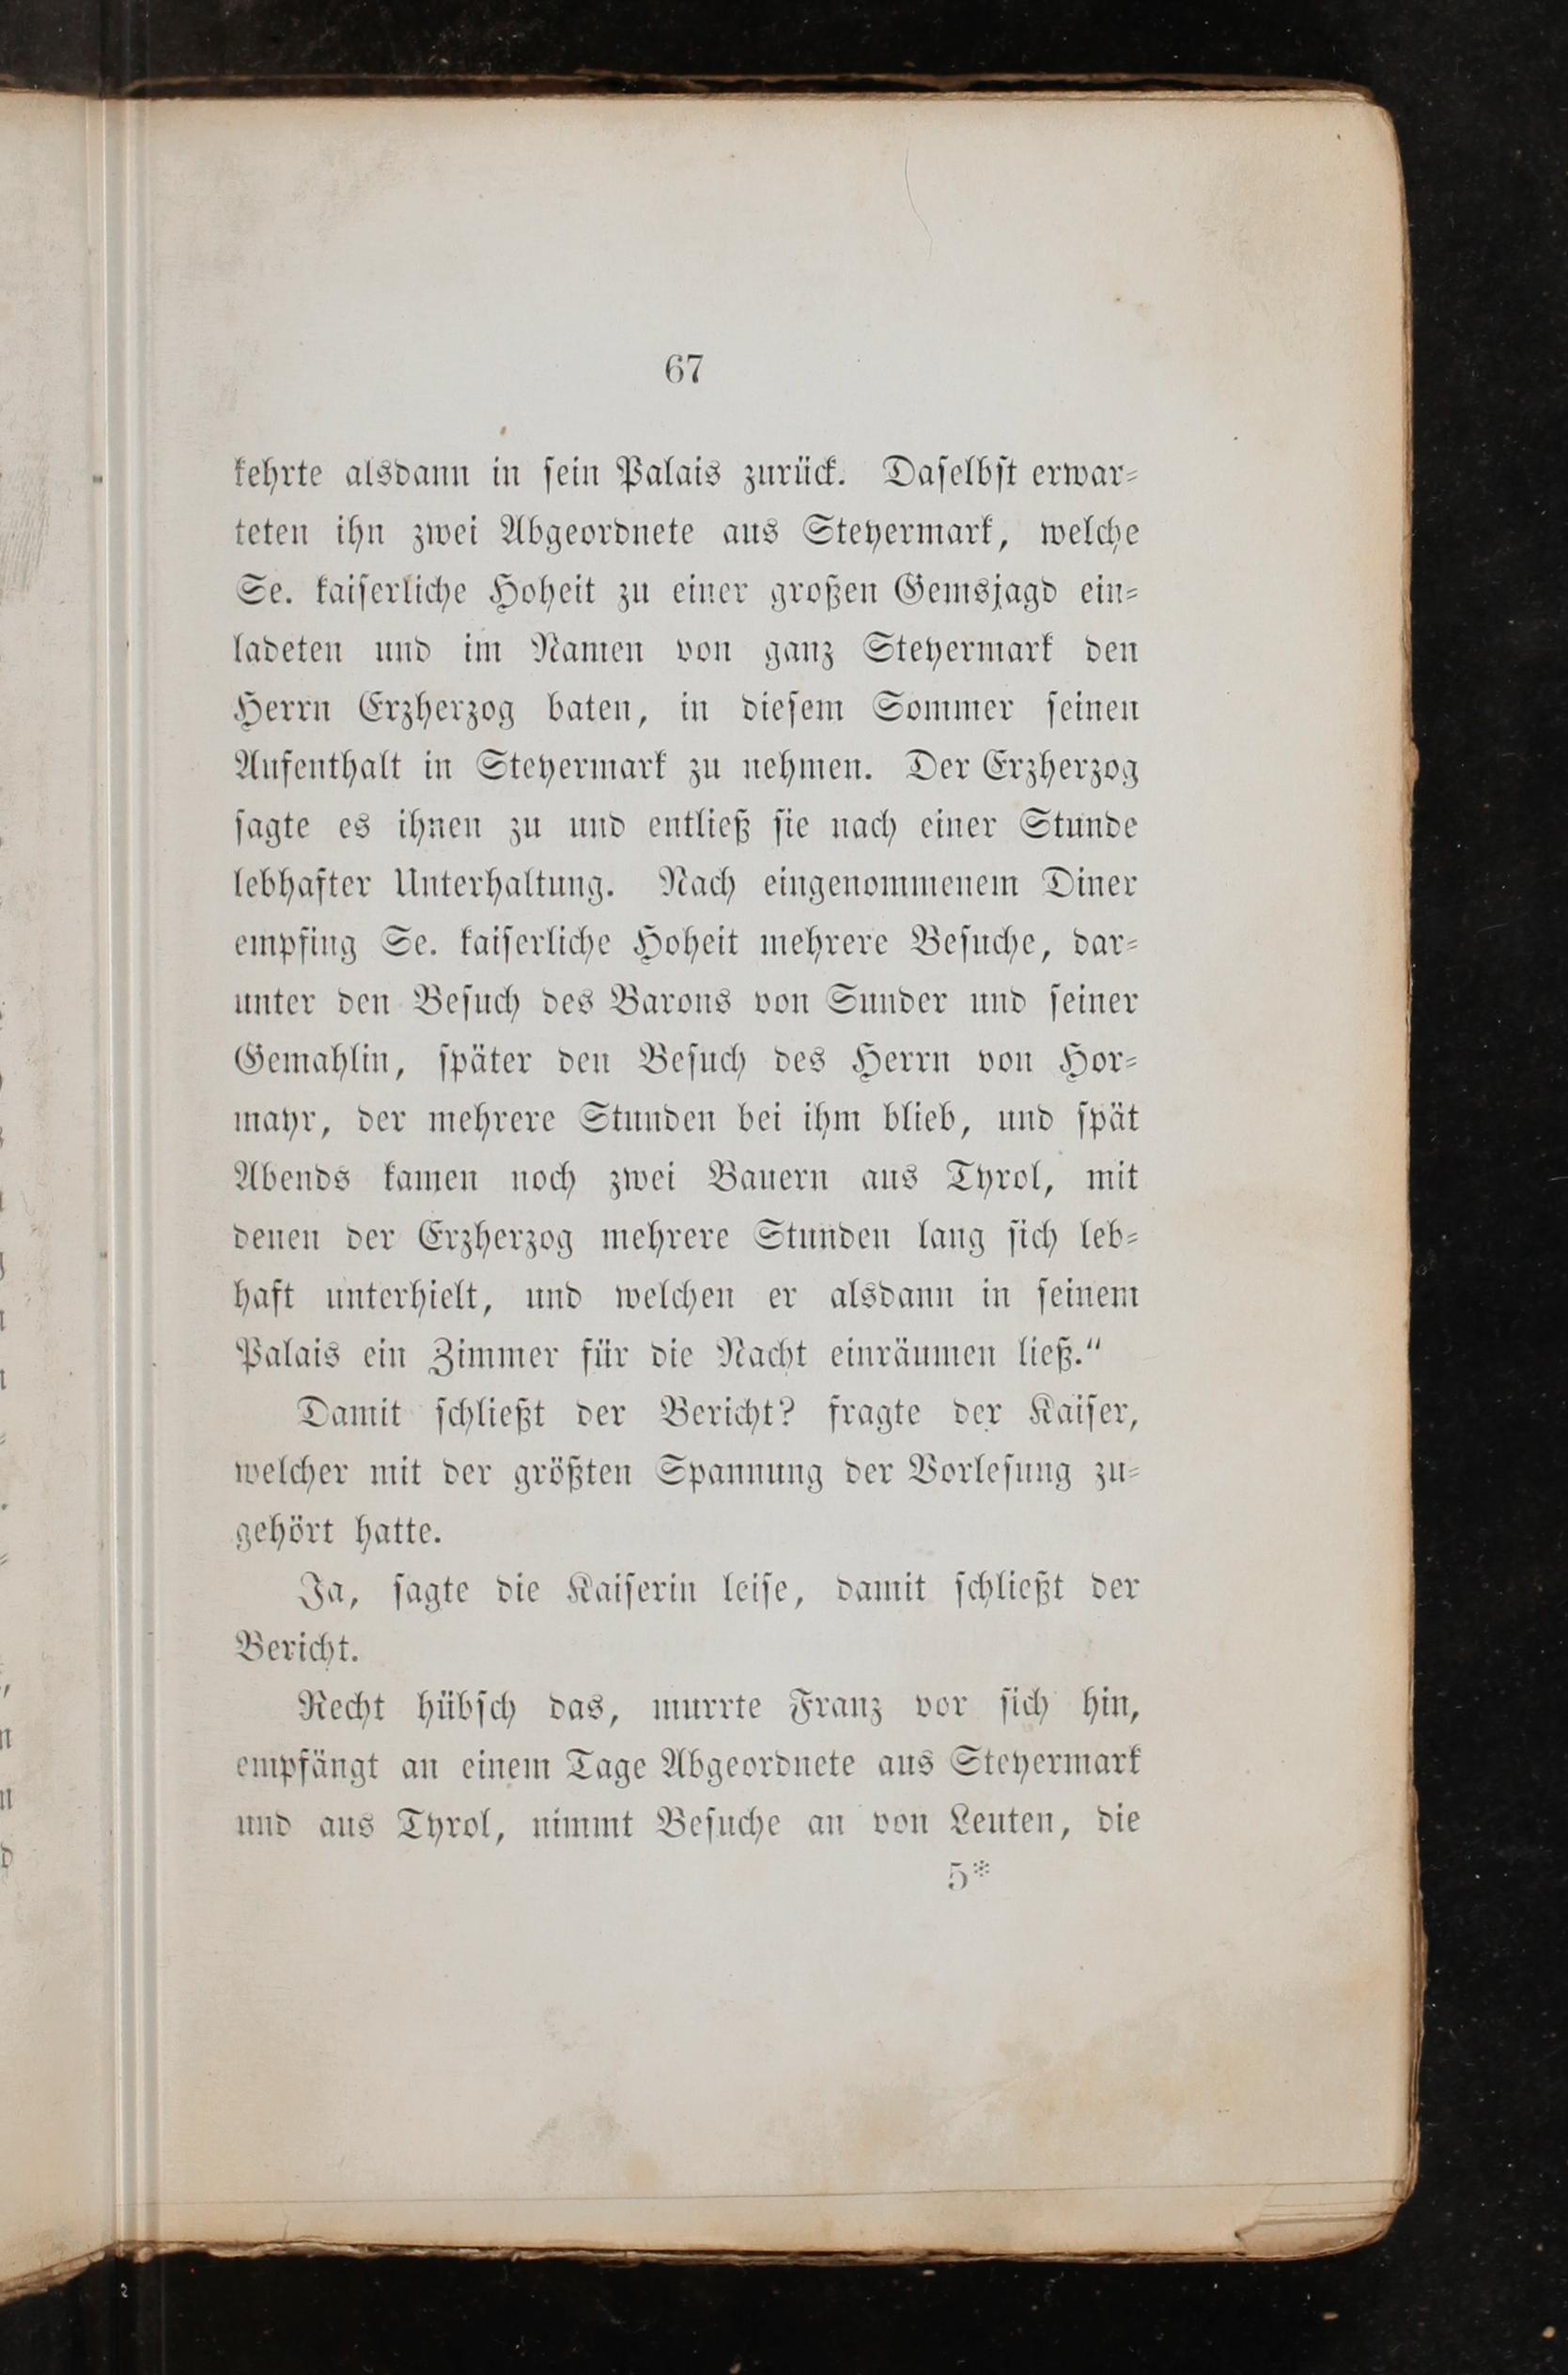 67
kehrte alsdann in sein Palais zurück. Daselbst erwar-
teten ihn zwei Abgeordnete aus Steyermark, welche
Se. kaiserliche Hoheit zu einer großen Gemsjagd ein-
ladeten und im Namen von ganz Steyermark den
Herrn Erzherzog baten, in diesem Sommer seinen
Aufenthalt in Steyermark zu nehmen. Der Erzherzog
sagte es ihnen zu und entließ sie nach einer Stunde
lebhafter Unterhaltung. Nach eingenommenem Diner
empfing Se. kaiserliche Hoheit mehrere Besuche, dar-
unter den Besuch des Barons von Sunder und seiner
Gemahlin, später den Besuch des Herrn von Hor-
mayr, der mehrere Stunden bei ihm blieb, und spät
Abends kamen noch zwei Bauern aus Tyrol, mit
denen der Erzherzog mehrere Stunden lang sich leb-
haft unterhielt, und welchen er alsdann in seinem
Palais ein Zimmer für die Nacht einräumen ließ.“
Damit schließt der Bericht? fragte der Kaiser,
welcher mit der größten Spannung der Vorlesung zu-
gehört hatte.
Ja, sagte die Kaiserin leise, damit schließt der
Bericht.
Recht hübsch das, murrte Franz vor sich hin,
empfängt an einem Tage Abgeordnete aus Steyermark
und aus Tyrol, nimmt Besuche an von Leuten, die
5*